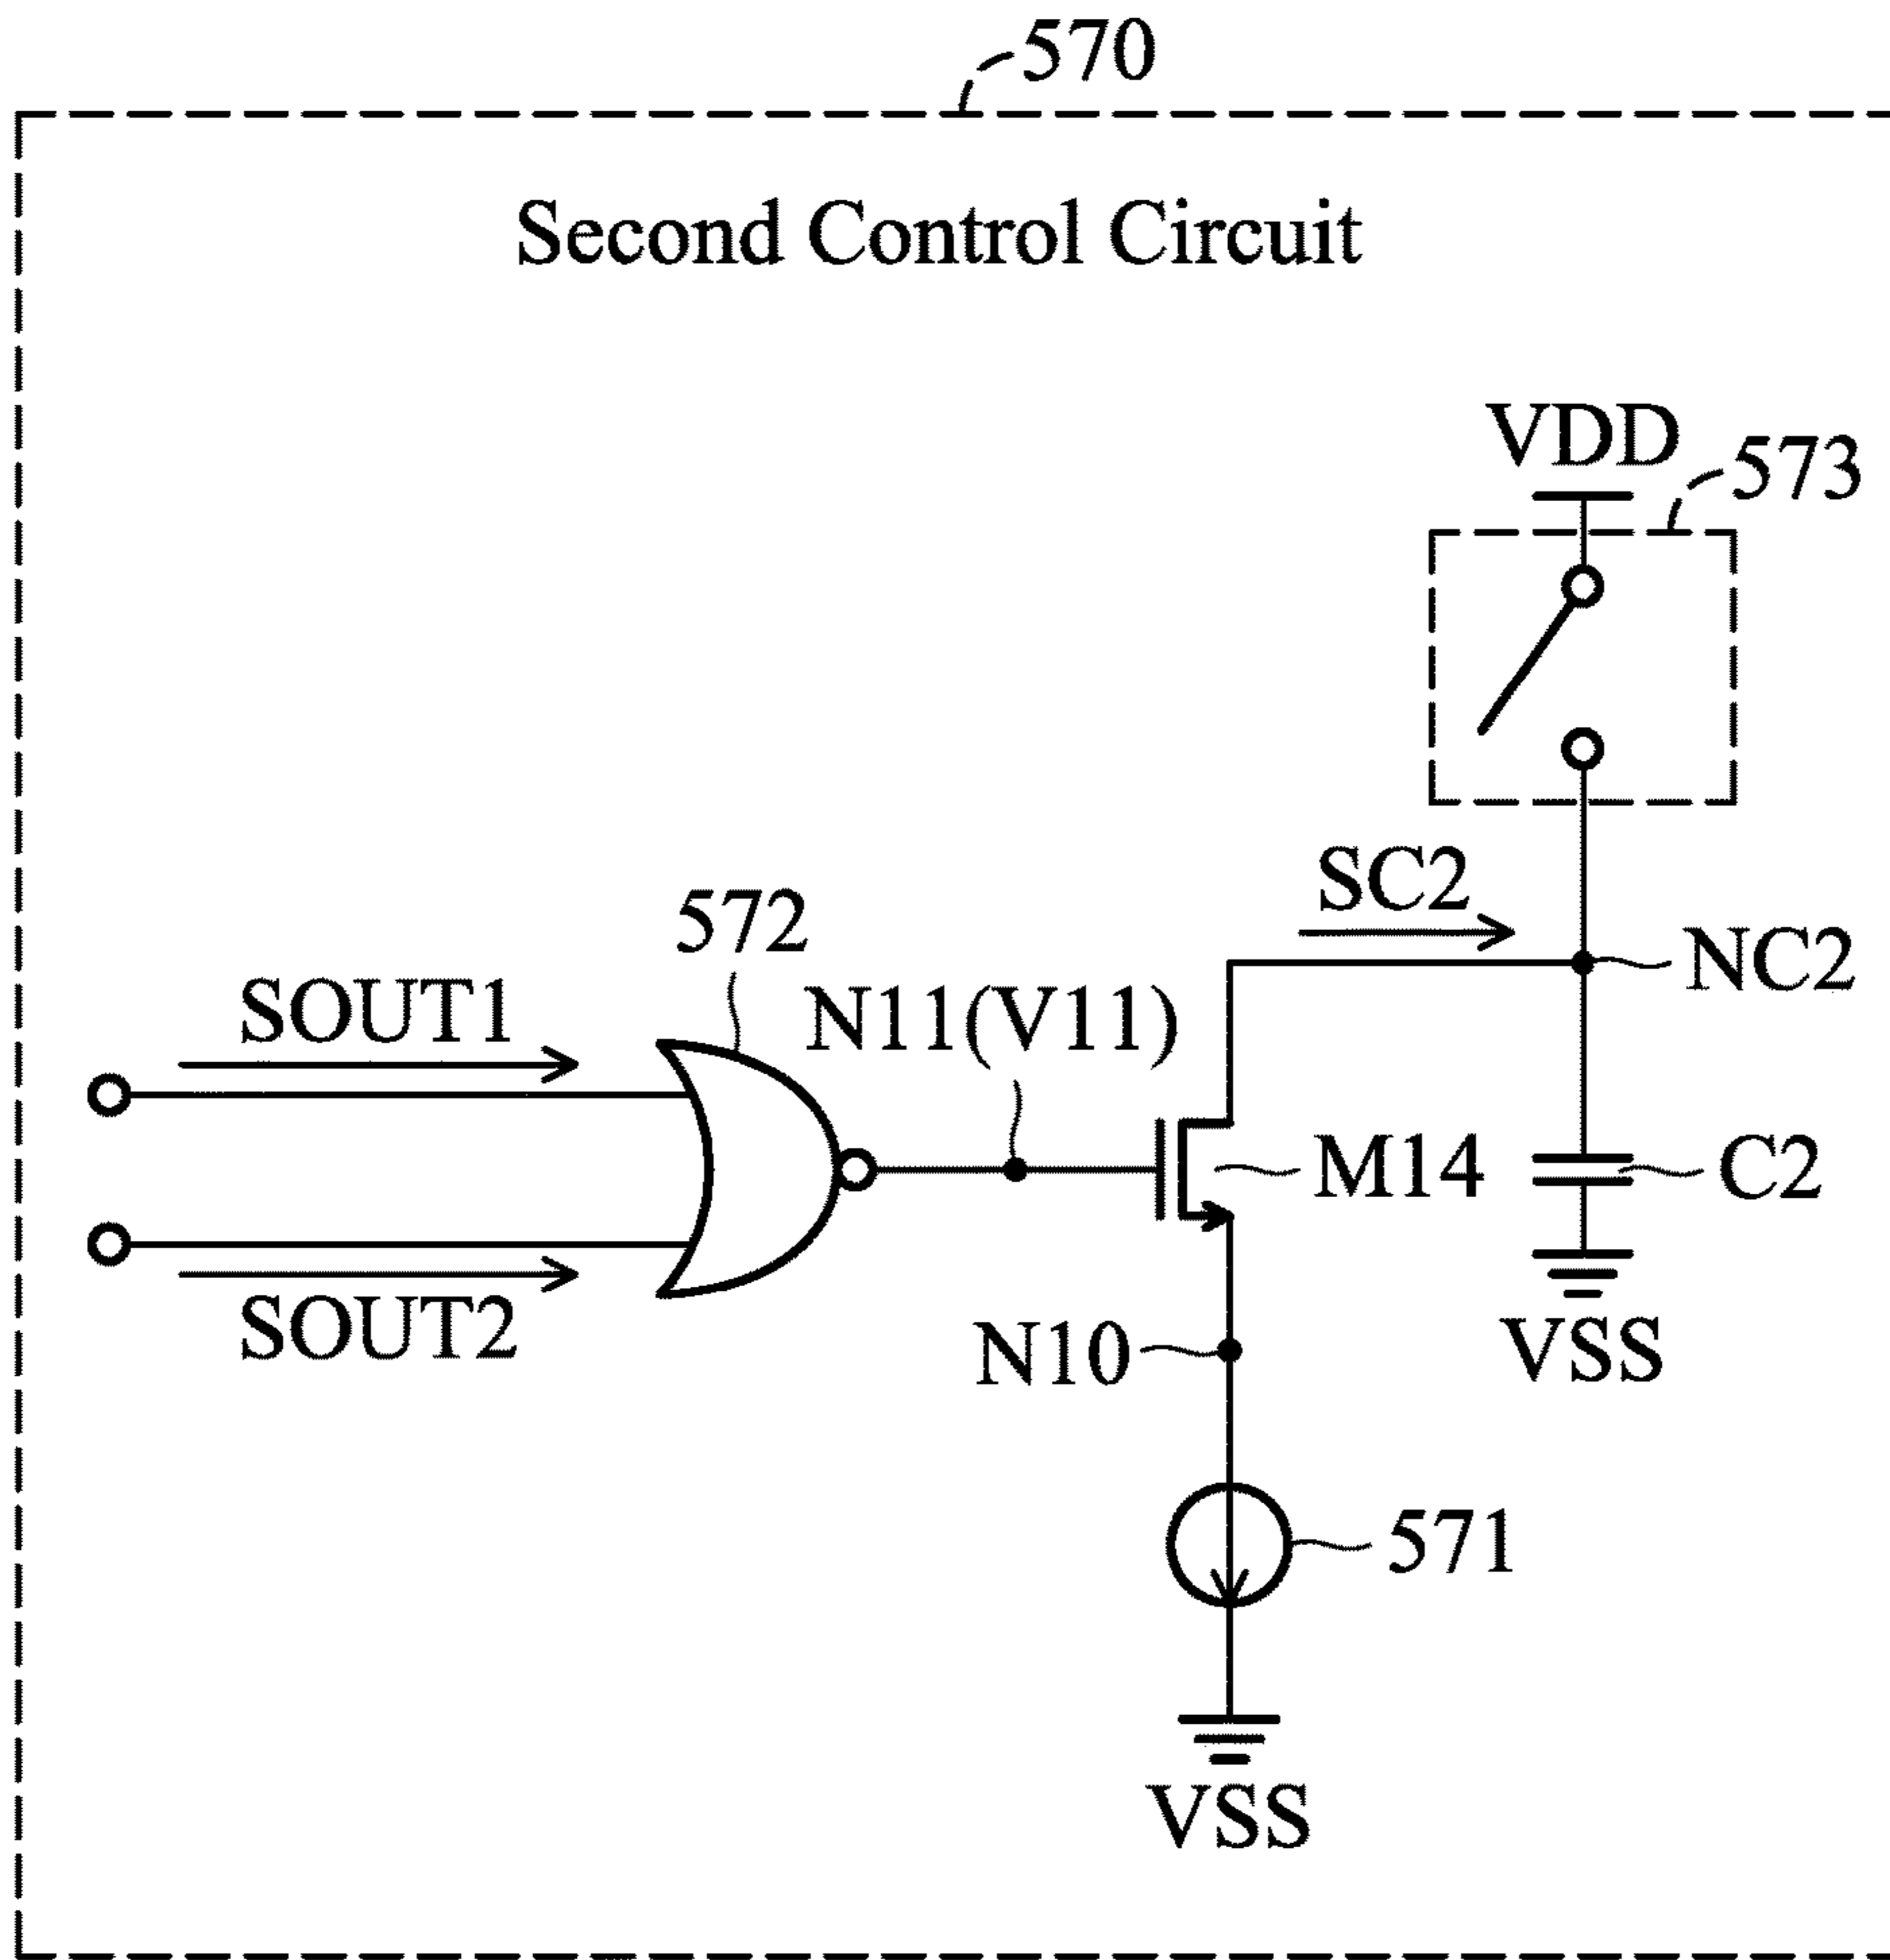 570
Second Control Circuit
VDD
573
SC2
572
NC2
SOUT1
N11(V11)
M14
C2
SOUT2
N10
VSS
571
VSS